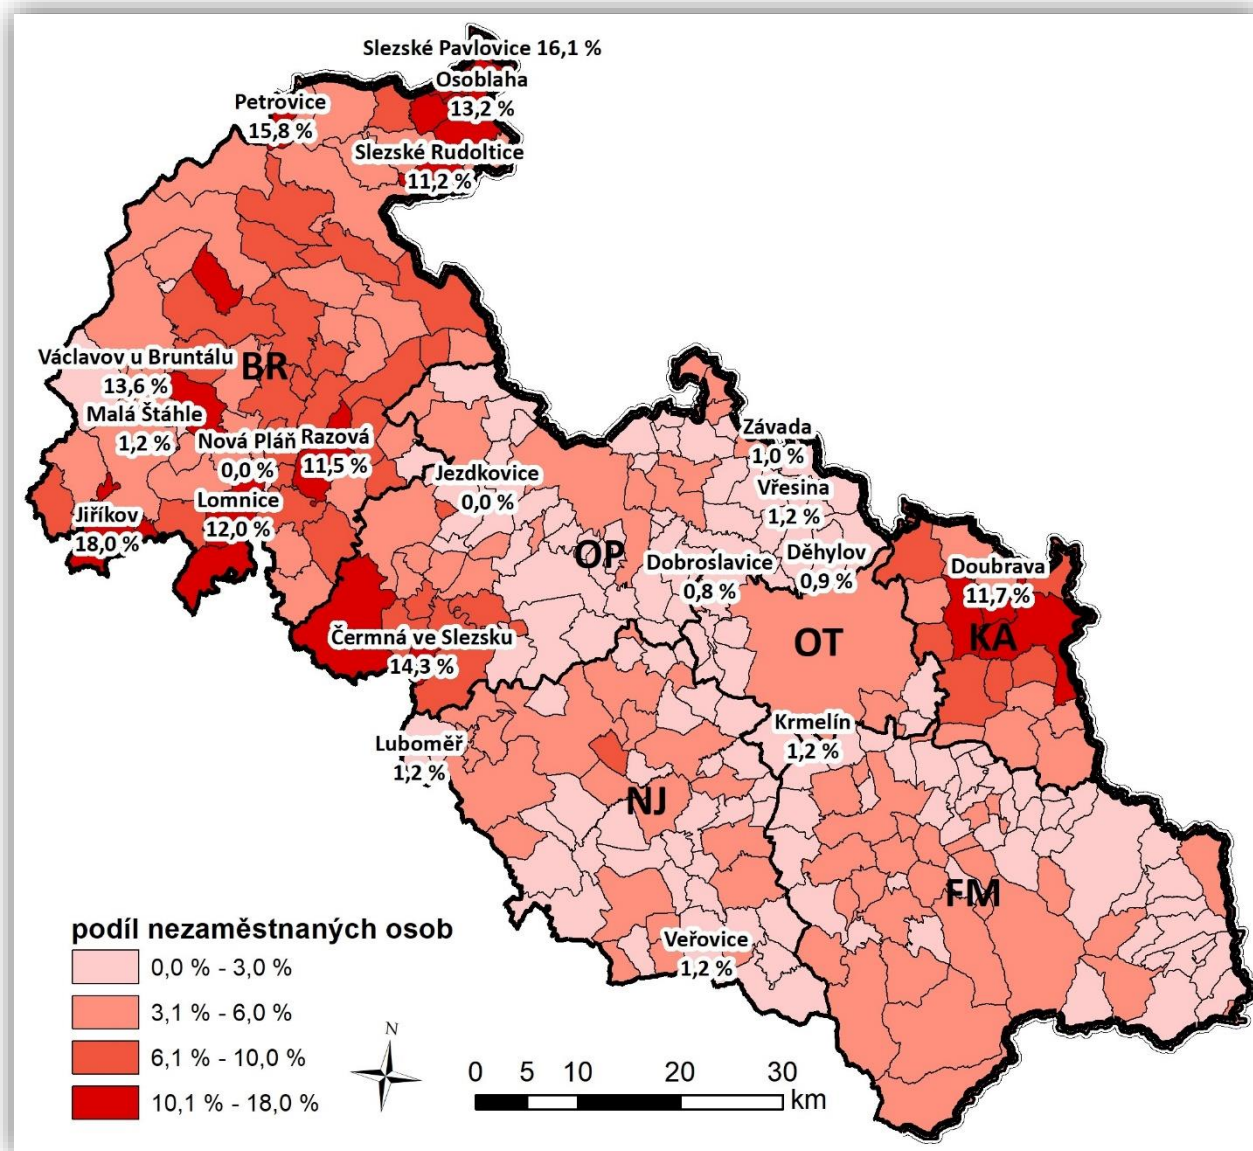 Slezské Pavlovice 16,1 %
Osoblaha
13,2 %
Petrovice
15,8 %
Slezské Rudoltice
11,2 %
Václavov u Bruntálu
13,6 %
BR
Malá Štáhle
1,2 %
Nová Pláň
0,0 %
Razová
11,5 %
Lomnice
12,0 %
Jiříkov
18,0 %
Jezdkovice
0,0 %
Závada
1,0 %
Vřesina
1,2 %
OP
Dobroslavice
0,8 %
Děhylov
0,9 %
Doubrava
11,7 %
KA
OT
Čermná ve Slezsku
14,3 %
Luboměř
1,2 %
Krmelín
1,2 %
NJ
FM
Veřovice
1,2 %
podíl nezaměstnaných osob
0,0 % - 3,0 %
3,1 % - 6,0 %
6,1 % - 10,0 %
10,1 % - 18,0 %
N
0 5 10 20 30
km